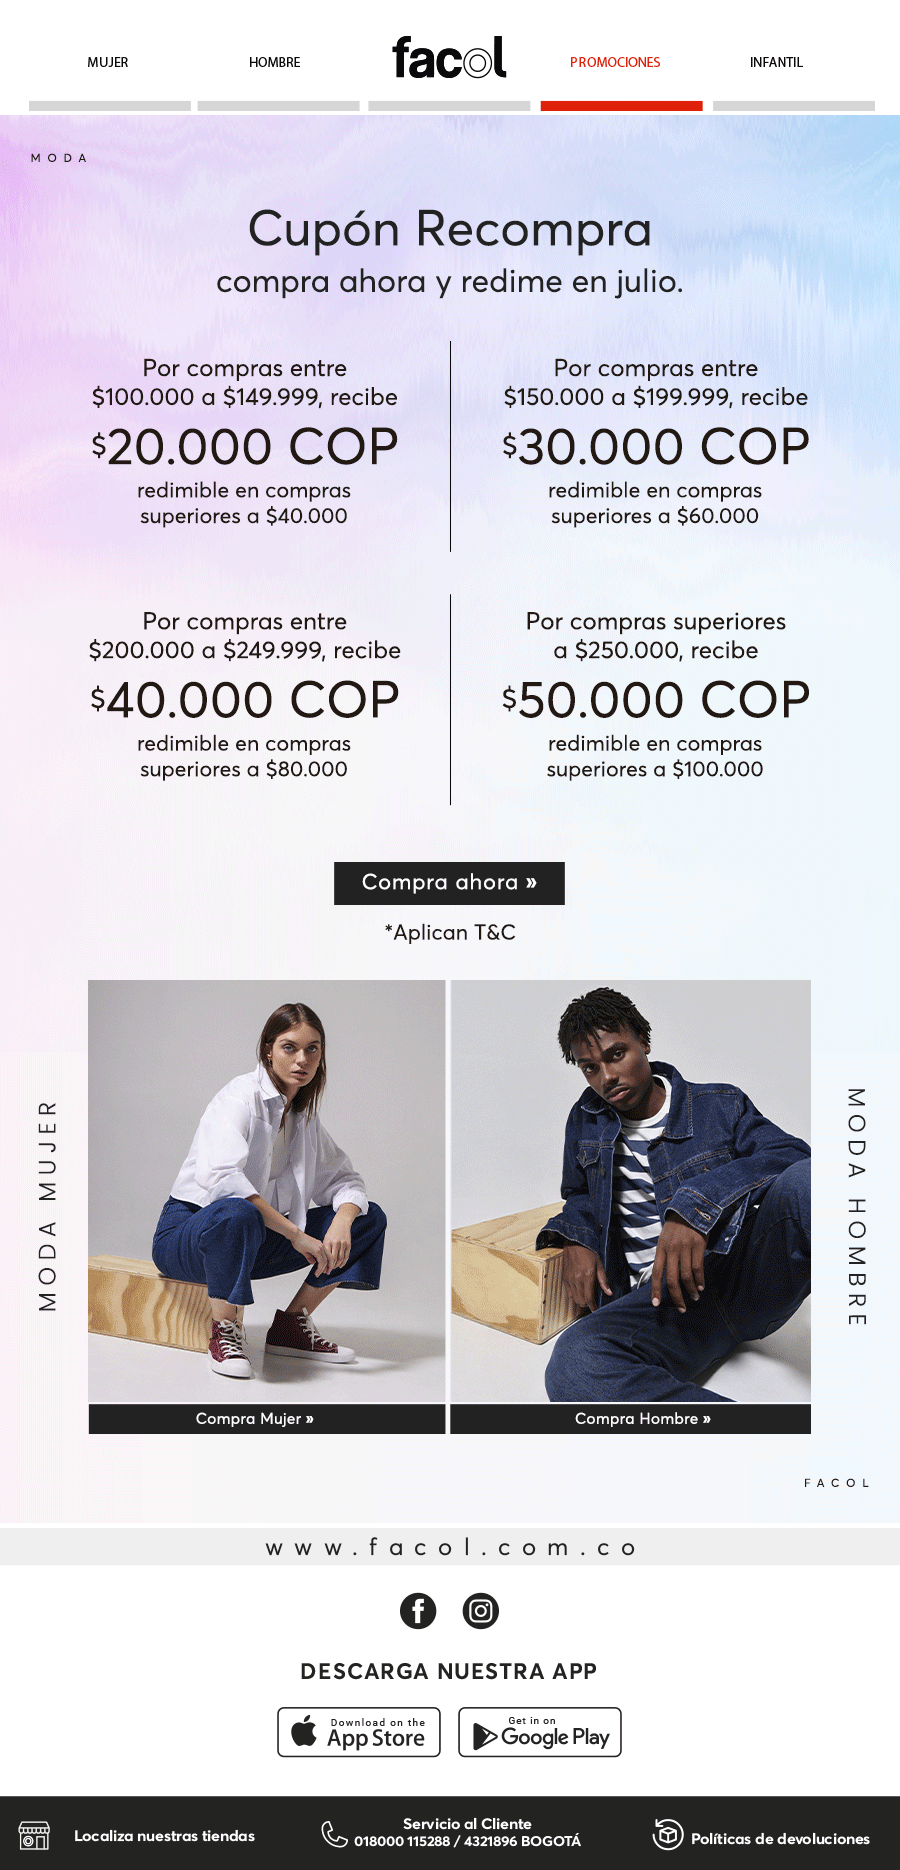 MUJER
HOMBRE
facol
PROMOCIONES
INFANTIL
MODA
Cupón Recompra
compra ahora y redime en julio.
Por compras entre
$100.000 a $149.999, recibe
$20.000 COP
redimible en compras
superiores a $40.000
Por compras entre
$150.000 a $199.999, recibe
$30.000 COP
redimible en compras
superiores a $60.000
Por compras entre
$200.000 a $249.999, recibe
$40.000 COP
redimible en compras
superiores a $80.000
Por compras superiores
a $250.000, recibe
$50.000 COP
redimible en compras
superiores a $100.000
Compra ahora »
*Aplican T&C
MODA MUJER
MODA HOMBRE
Compra Mujer »
Compra Hombre »
FACOL
www.facol.com.co
DESCARGA NUESTRA APP
Download on the
App Store
Get in on
Google Play
Localiza nuestras tiendas
Servicio al Cliente
018000 115288 / 4321896 BOGOTÁ
Políticas de devoluciones